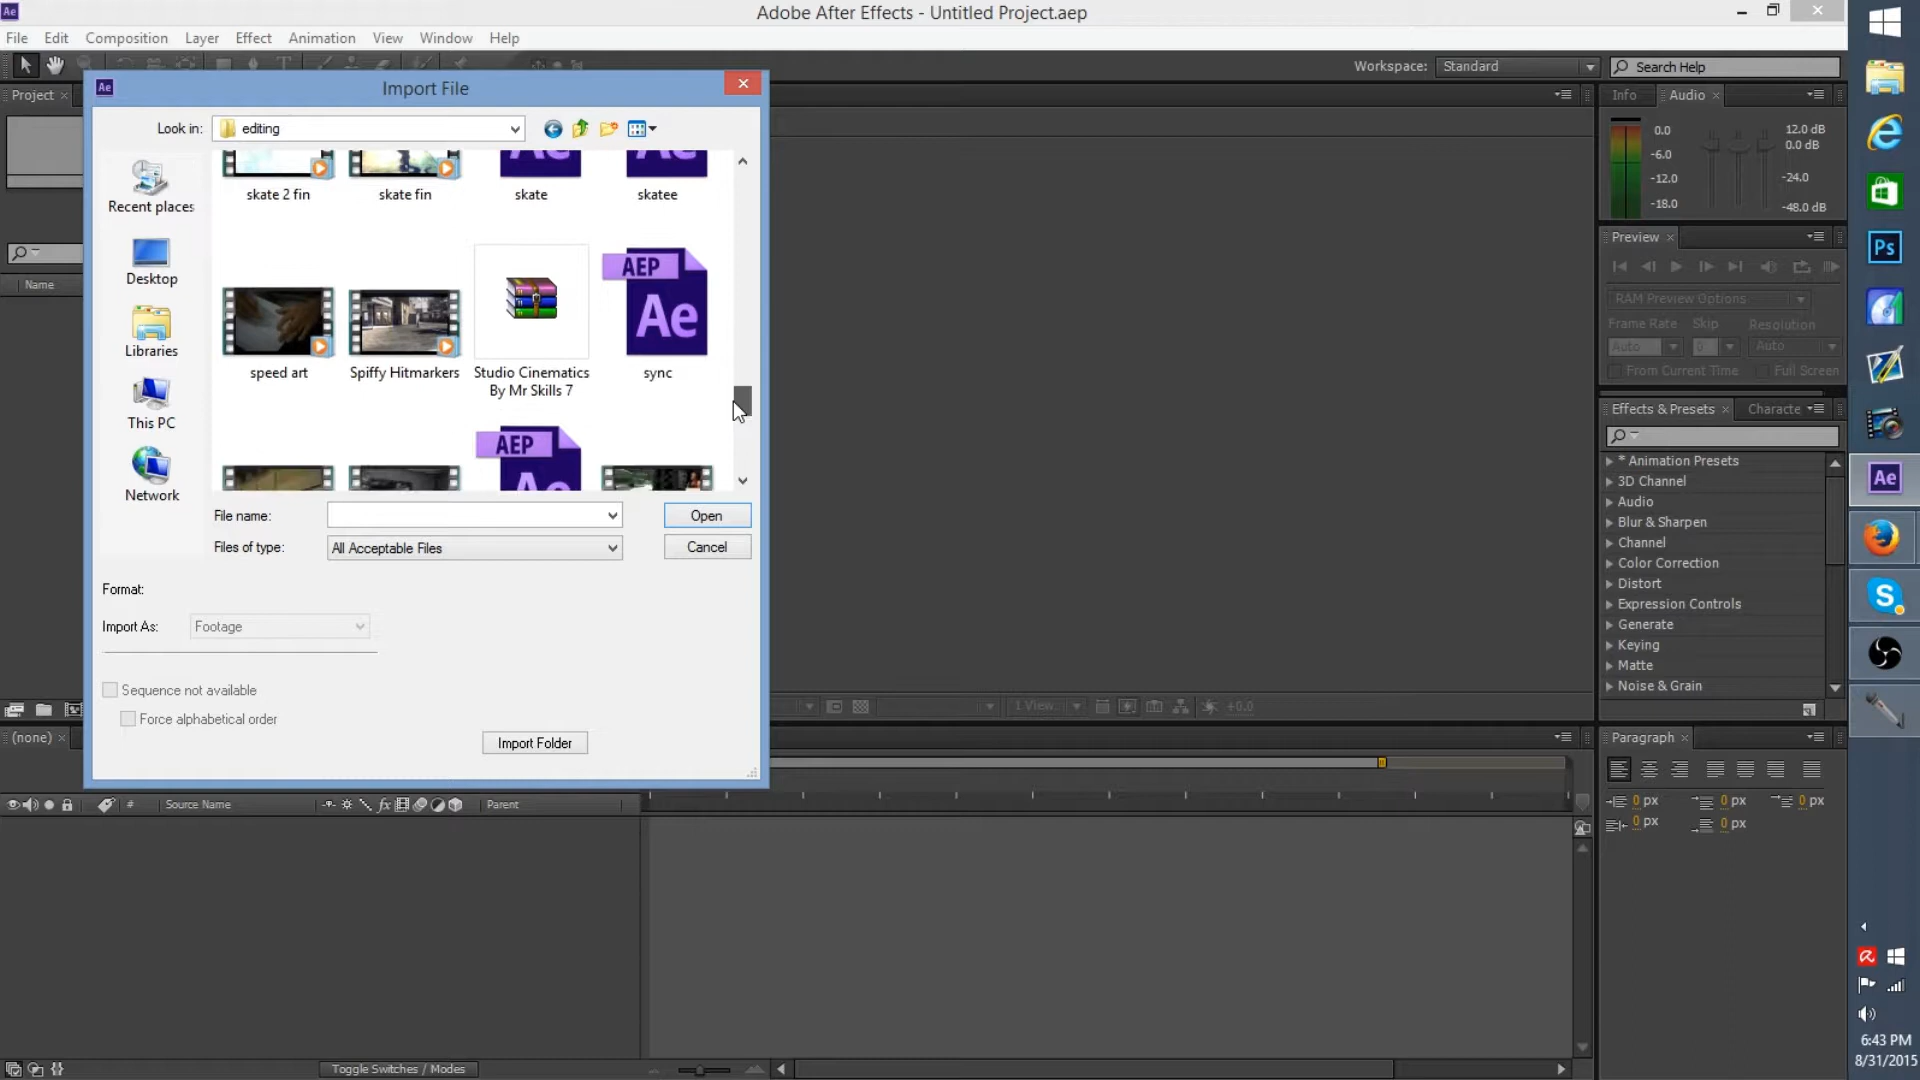 Ae
Adobe After Effects - Untitled Project.aep
File Edit Composition Layer Effect Animation View Window Help
Workspace: Standard
Search Help
Project
Ae
Import File
Info Audio
Look in: editing
0.0
-6.0
-12.0
-18.0
12.0 dB
0.0 dB
-24.0
-48.0 dB
Recent places
Desktop
Libraries
This PC
Network
skate 2 fin
skate fin
skate
skatee
AEP
Ae
speed art
Spiffy Hitmarkers
Studio Cinematics
By Mr Skills 7
sync
AEP
Ae
Name
File name:
Open
Files of type: All Acceptable Files
Cancel
Format:
Import As: Footage
Sequence not available
Force alphabetical order
Import Folder
Preview
RAM Preview Options
Frame Rate Skip Resolution
Auto 0 Auto
From Current Time Full Screen
Effects & Presets Characte
* Animation Presets
3D Channel
Audio
Blur & Sharpen
Channel
Color Correction
Distort
Expression Controls
Generate
Keying
Matte
Noise & Grain
1 View
+0.0
(none)
Paragraph
# Source Name
fx
Parent
0 px 0 px 0 px
0 px 0 px
Toggle Switches / Modes
Ps
Ae
S
6:43 PM
8/31/2015